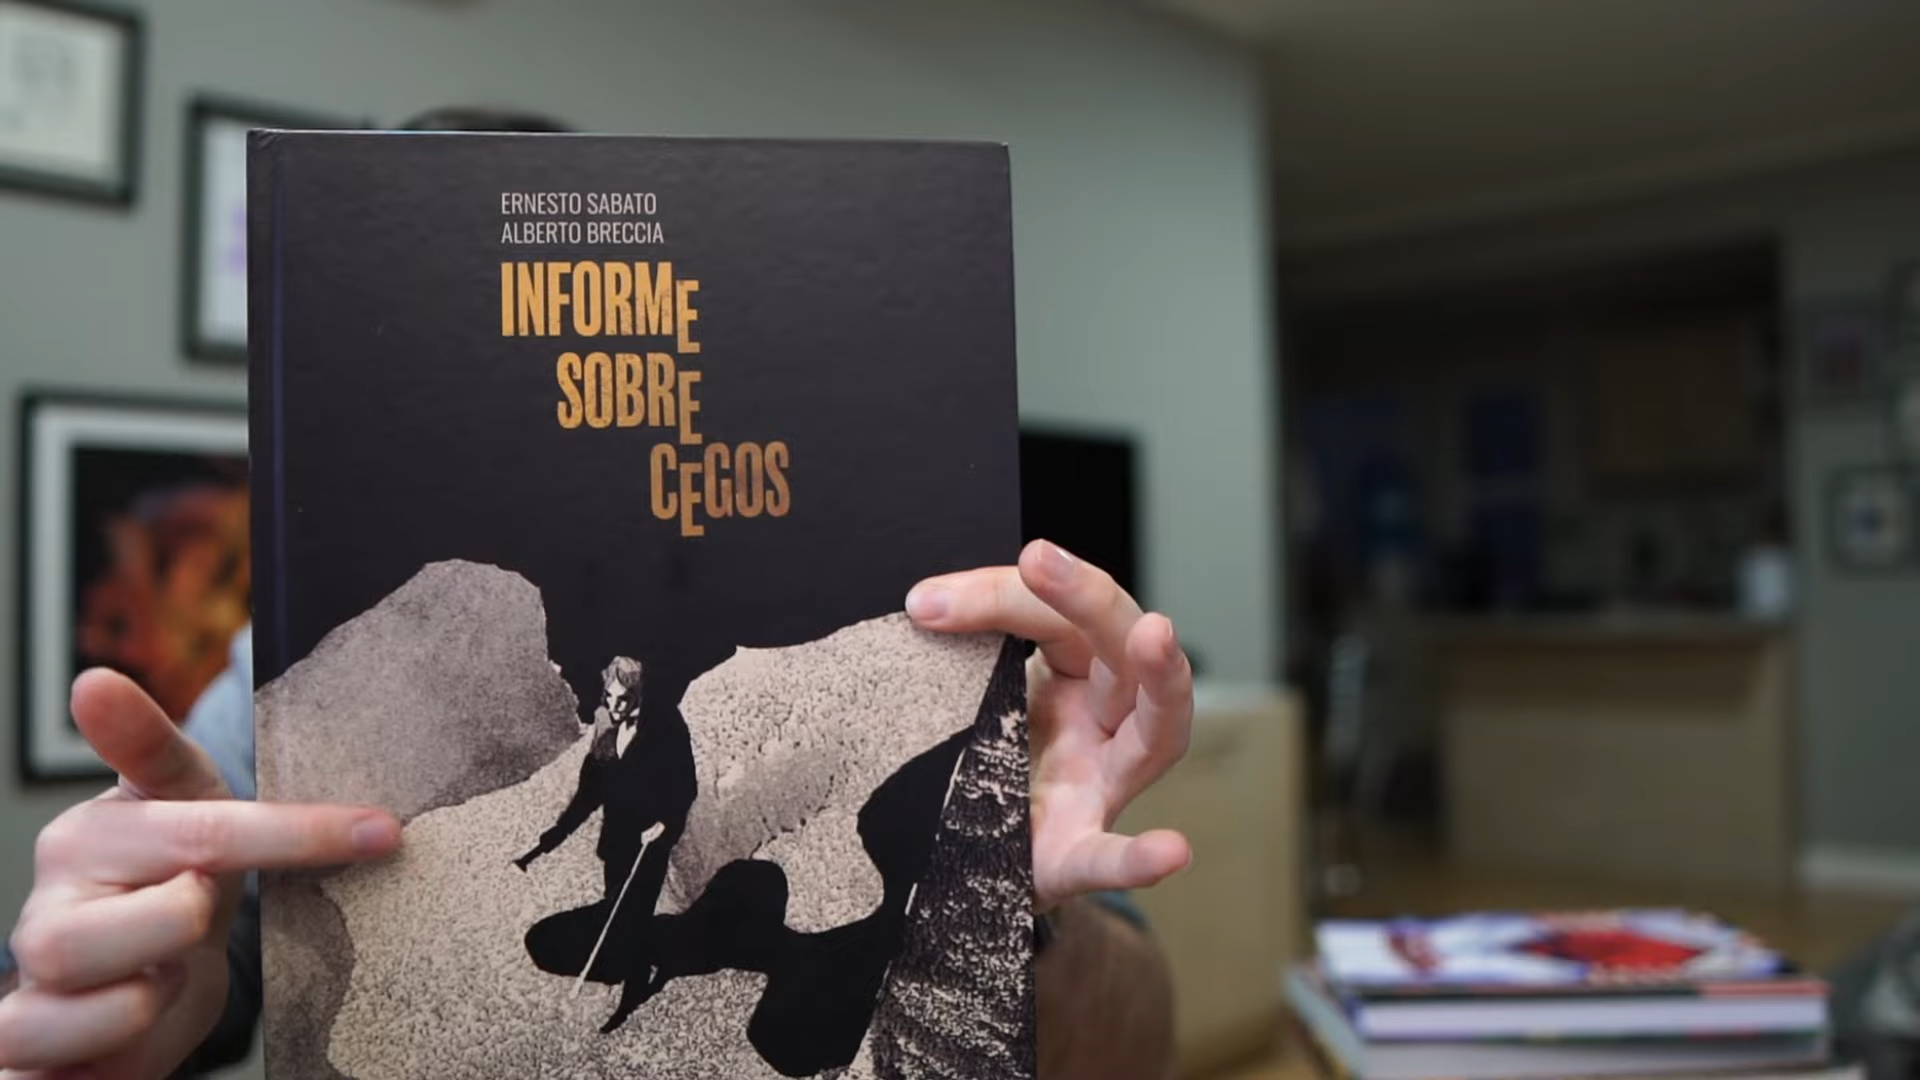 ERNESTO SABATO
ALBERTO BRECCIA
INFORME
SOBRE
CEGOS